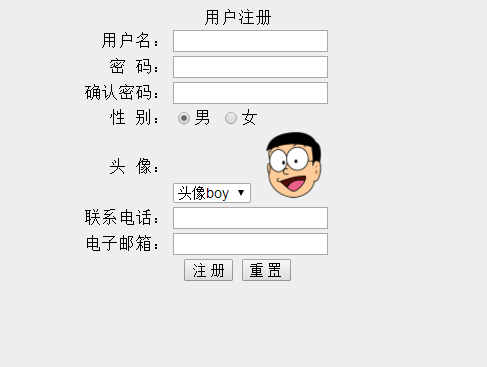 用户注册
用户名：
密 码：
确认密码：
性 别： 男 女
头 像： 头像boy
联系电话：
电子邮箱：
注 册 重 置